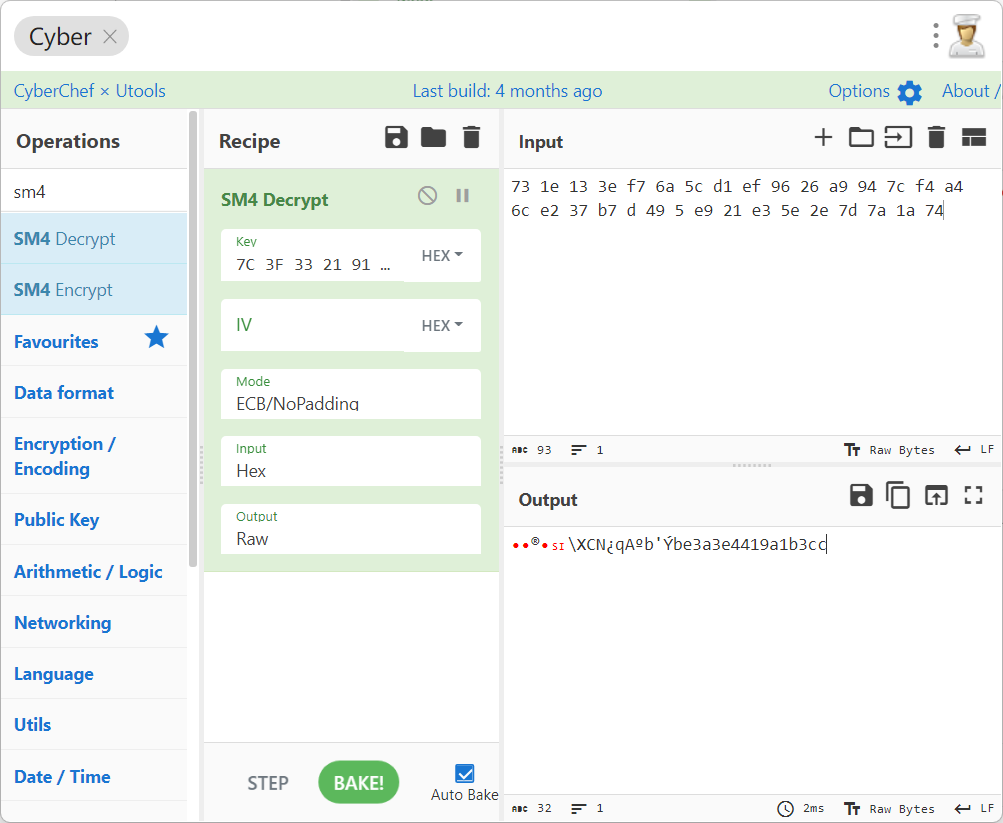 Cyber
CyberChef × Utools
Last build: 4 months ago
Options
About /
Operations
sm4
SM4 Decrypt
SM4 Encrypt
Favourites
Data format
Encryption /
Encoding
Public Key
Arithmetic / Logic
Networking
Language
Utils
Date / Time
Recipe
SM4 Decrypt
Key
7C 3F 33 21 91 ...
HEX
IV
HEX
Mode
ECB/NoPadding
Input
Hex
Output
Raw
STEP
BAKE!
Auto Bake
Input
73 1e 13 3e f7 6a 5c d1 ef 96 26 a9 94 7c f4 a4
6c e2 37 b7 d 49 5 e9 21 e3 5e 2e 7d 7a 1a 74
ABC 93
1
Raw Bytes
LF
Output
••®•SI\XCN¿qAºb'Ýbe3a3e4419a1b3cc
ABC 32
1
2ms
Raw Bytes
LF